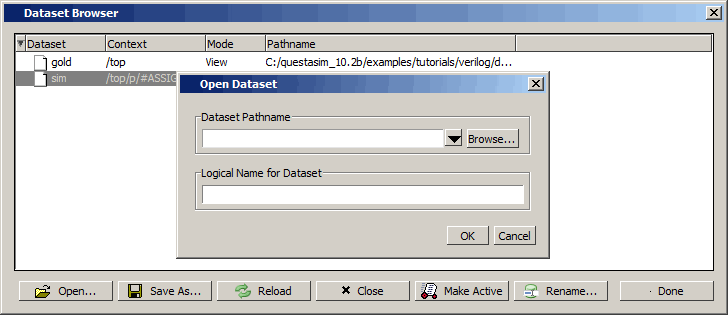 Dataset Browser
Dataset Context Mode Pathname
gold /top View C:/questasim_10.2b/examples/tutorials/verilog/d...
sim /top/p/#ASSIG
Open Dataset
Dataset Pathname
Browse...
Logical Name for Dataset
OK Cancel
Open... Save As... Reload Close Make Active Rename... Done